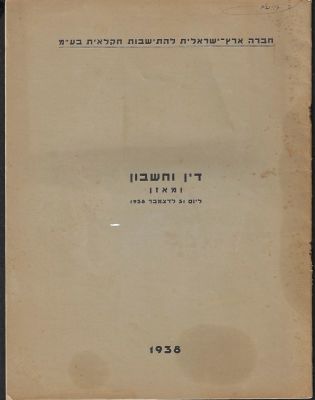 חברה ארץ-ישראלית להתישבות חקלאית בע"מ
דין וחשבון
ומאזן
ליום 31 לדצמבר 1938
1938